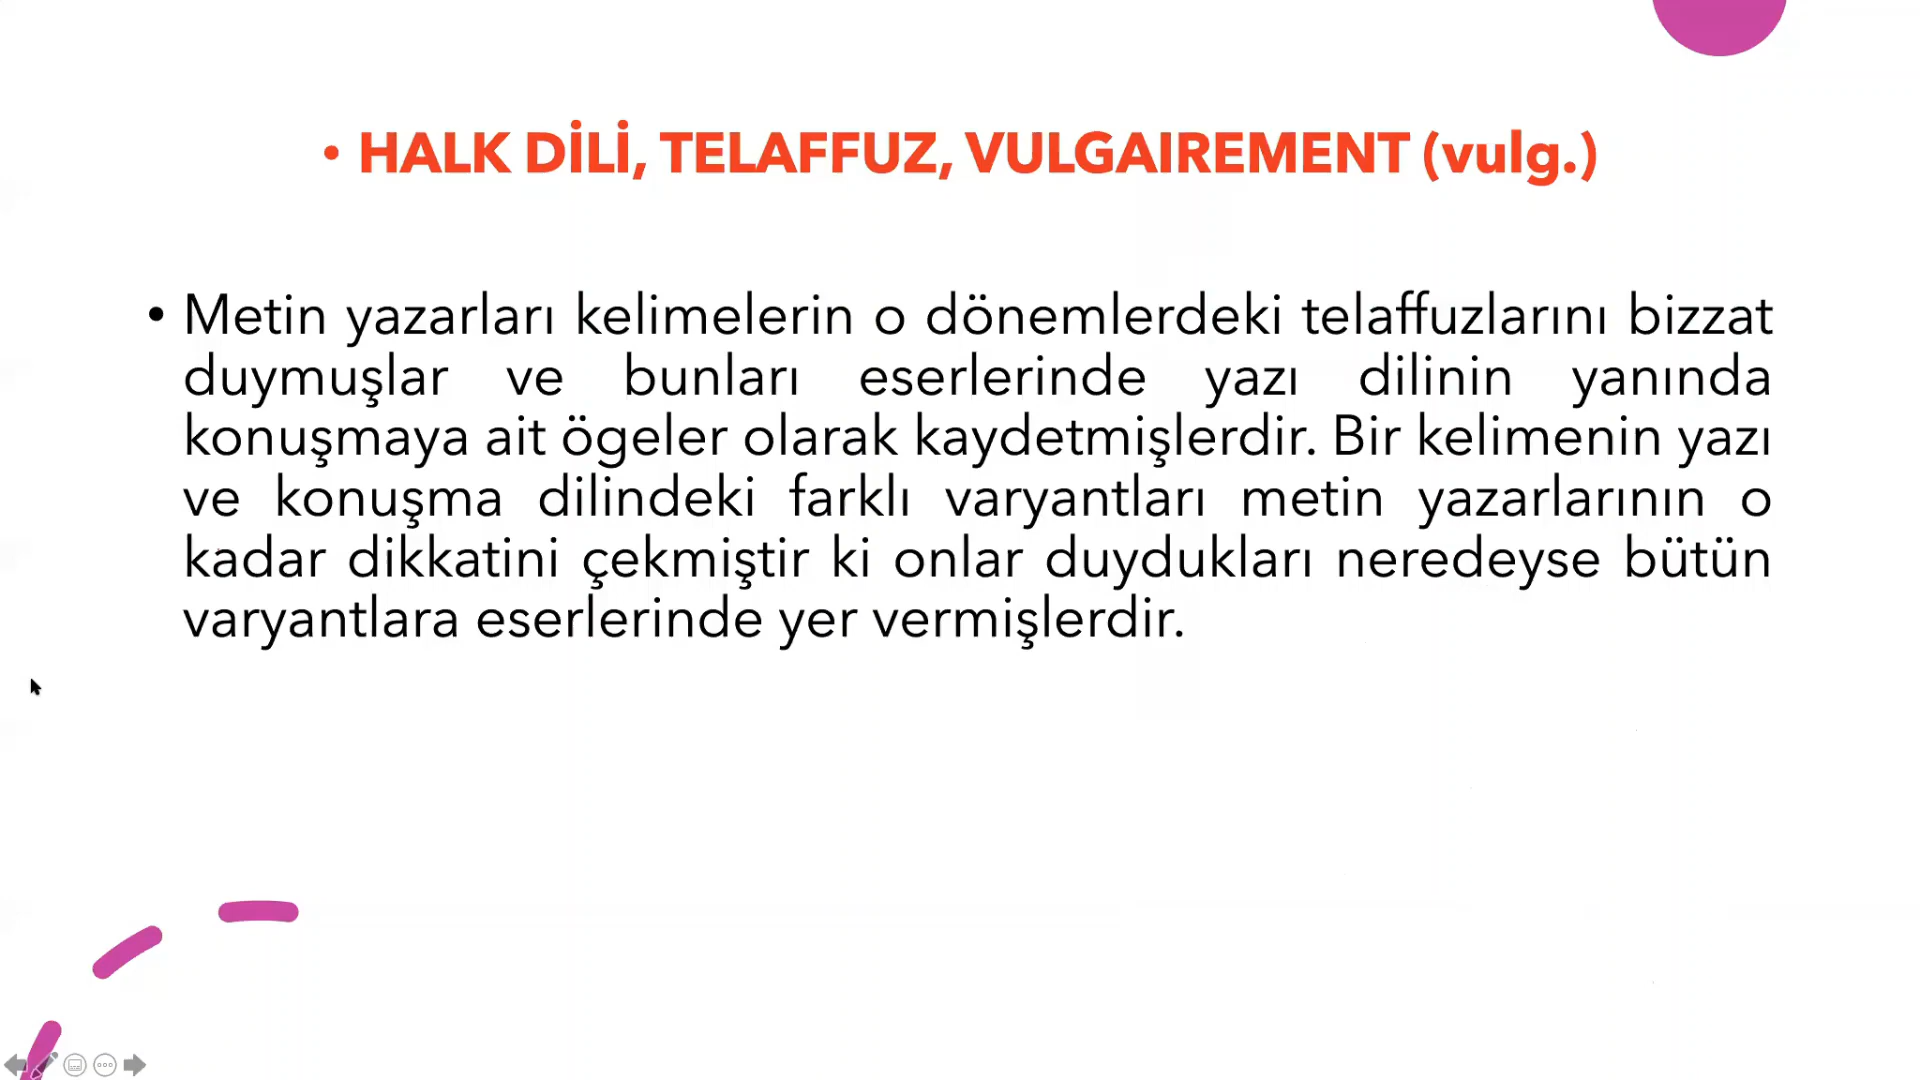 • HALK DİLİ, TELAFFUZ, VULGAIREMENT (vulg.)
• Metin yazarları kelimelerin o dönemlerdeki telaffuzlarını bizzat
duymuşlar ve bunları eserlerinde yazı dilinin yanında
konuşmaya ait ögeler olarak kaydetmişlerdir. Bir kelimenin yazı
ve konuşma dilindeki farklı varyantları metin yazarlarının o
kadar dikkatini çekmiştir ki onlar duydukları neredeyse bütün
varyantlara eserlerinde yer vermişlerdir.